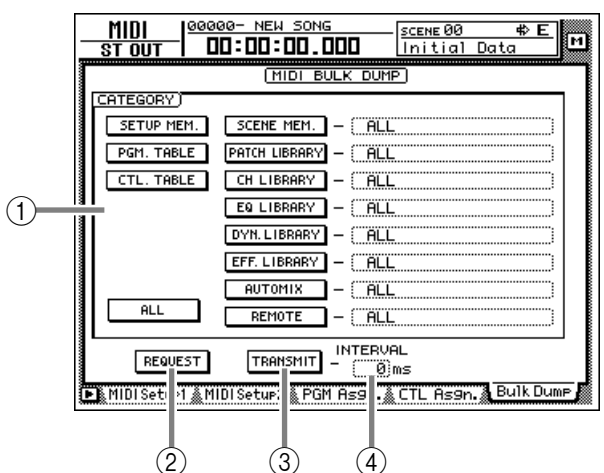 MIDI
ST OUT
00000- NEW SONG
00:00:00.000
SCENE 00
E
Initial Data
M
MIDI BULK DUMP
CATEGORY
SETUP MEM.
SCENE MEM. - ALL
PGM. TABLE
PATCH LIBRARY - ALL
CTL. TABLE
CH LIBRARY - ALL
EQ LIBRARY - ALL
DYN. LIBRARY - ALL
EFF. LIBRARY - ALL
AUTOMIX - ALL
ALL
REMOTE - ALL
REQUEST
TRANSMIT -
INTERVAL
0 ms
MIDI Setup1 MIDI Setup2 PGM Asgn. CTL Asgn. Bulk Dump
1
2
3
4